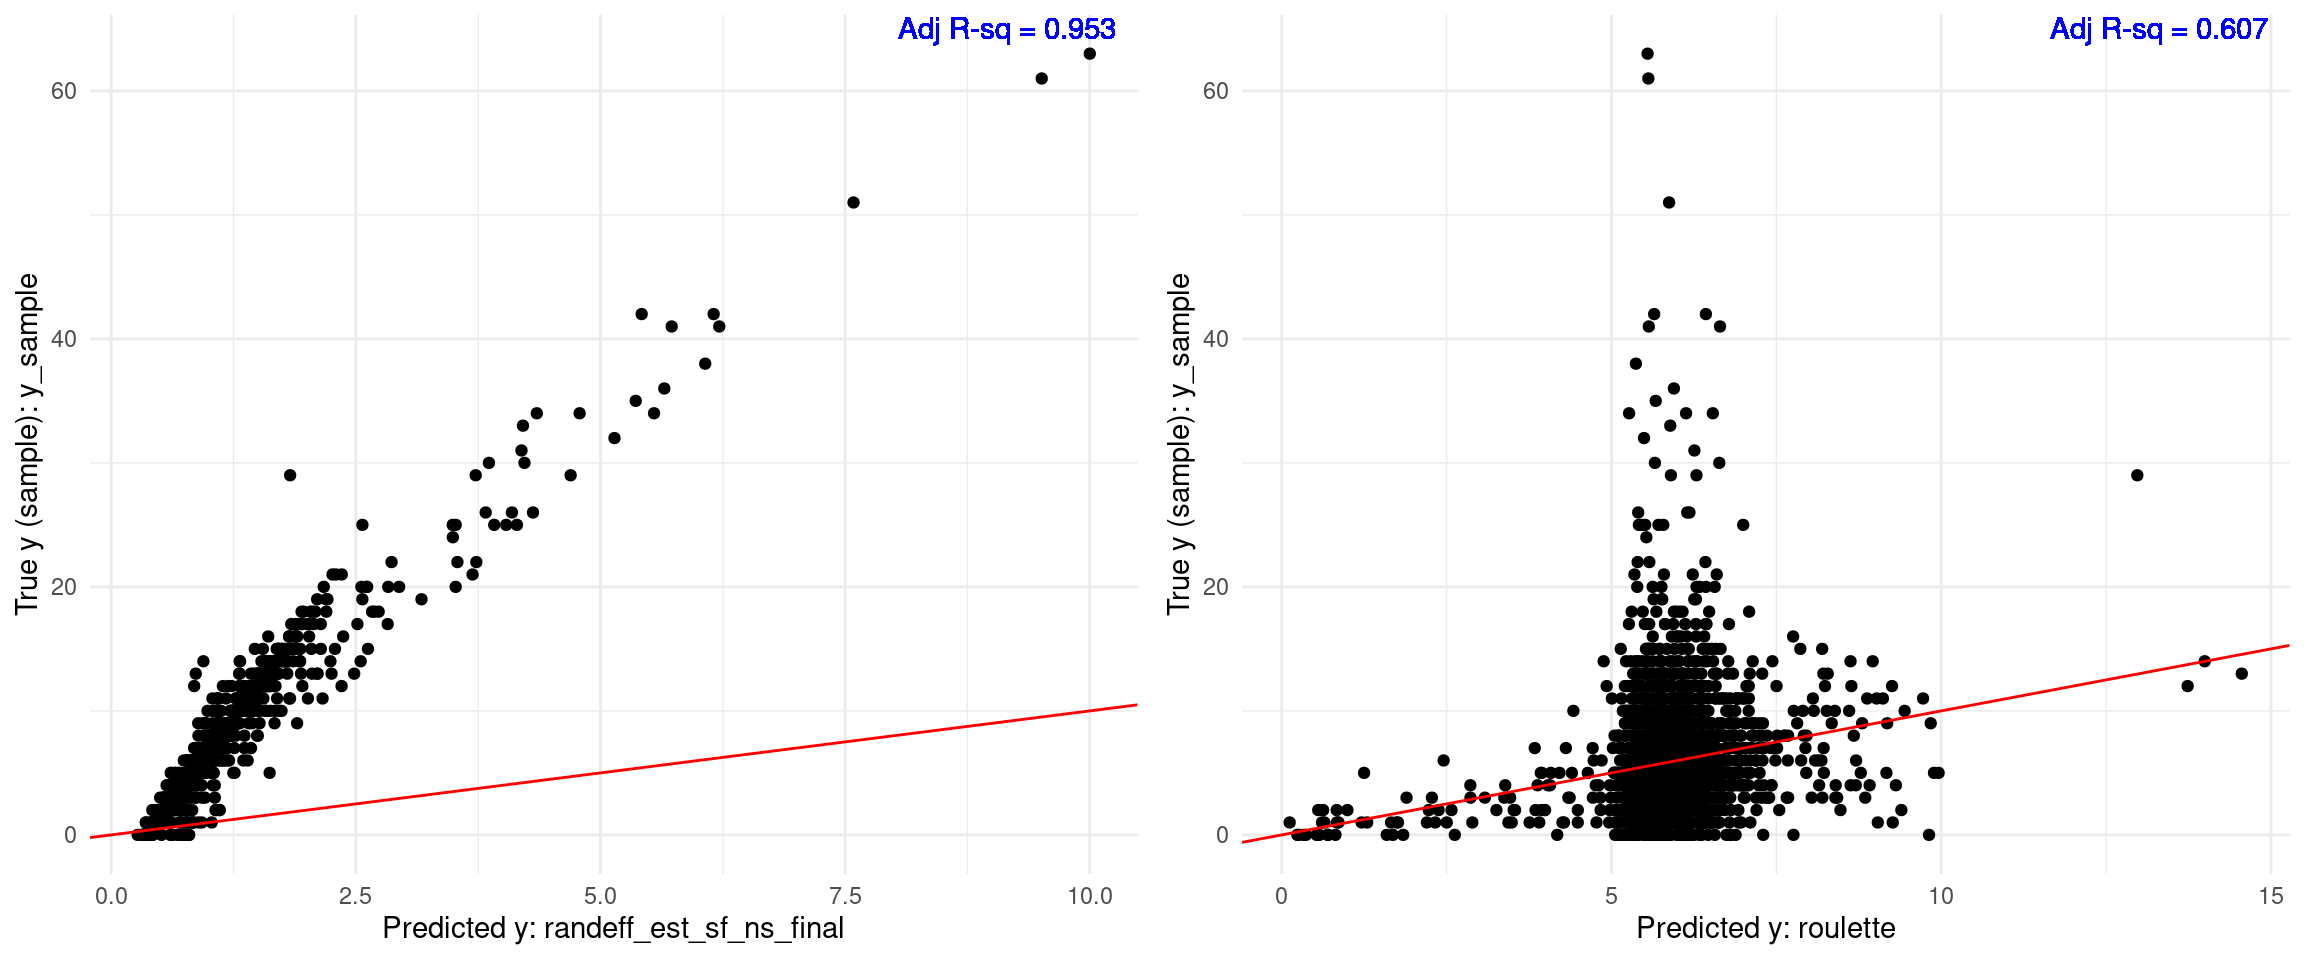 Adj R-sq = 0.953
60
40
20
0
True y (sample): y_sample
0.0 2.5 5.0 7.5 10.0
Predicted y: randeff_est_sf_ns_final
Adj R-sq = 0.607
60
40
20
0
True y (sample): y_sample
0 5 10 15
Predicted y: roulette